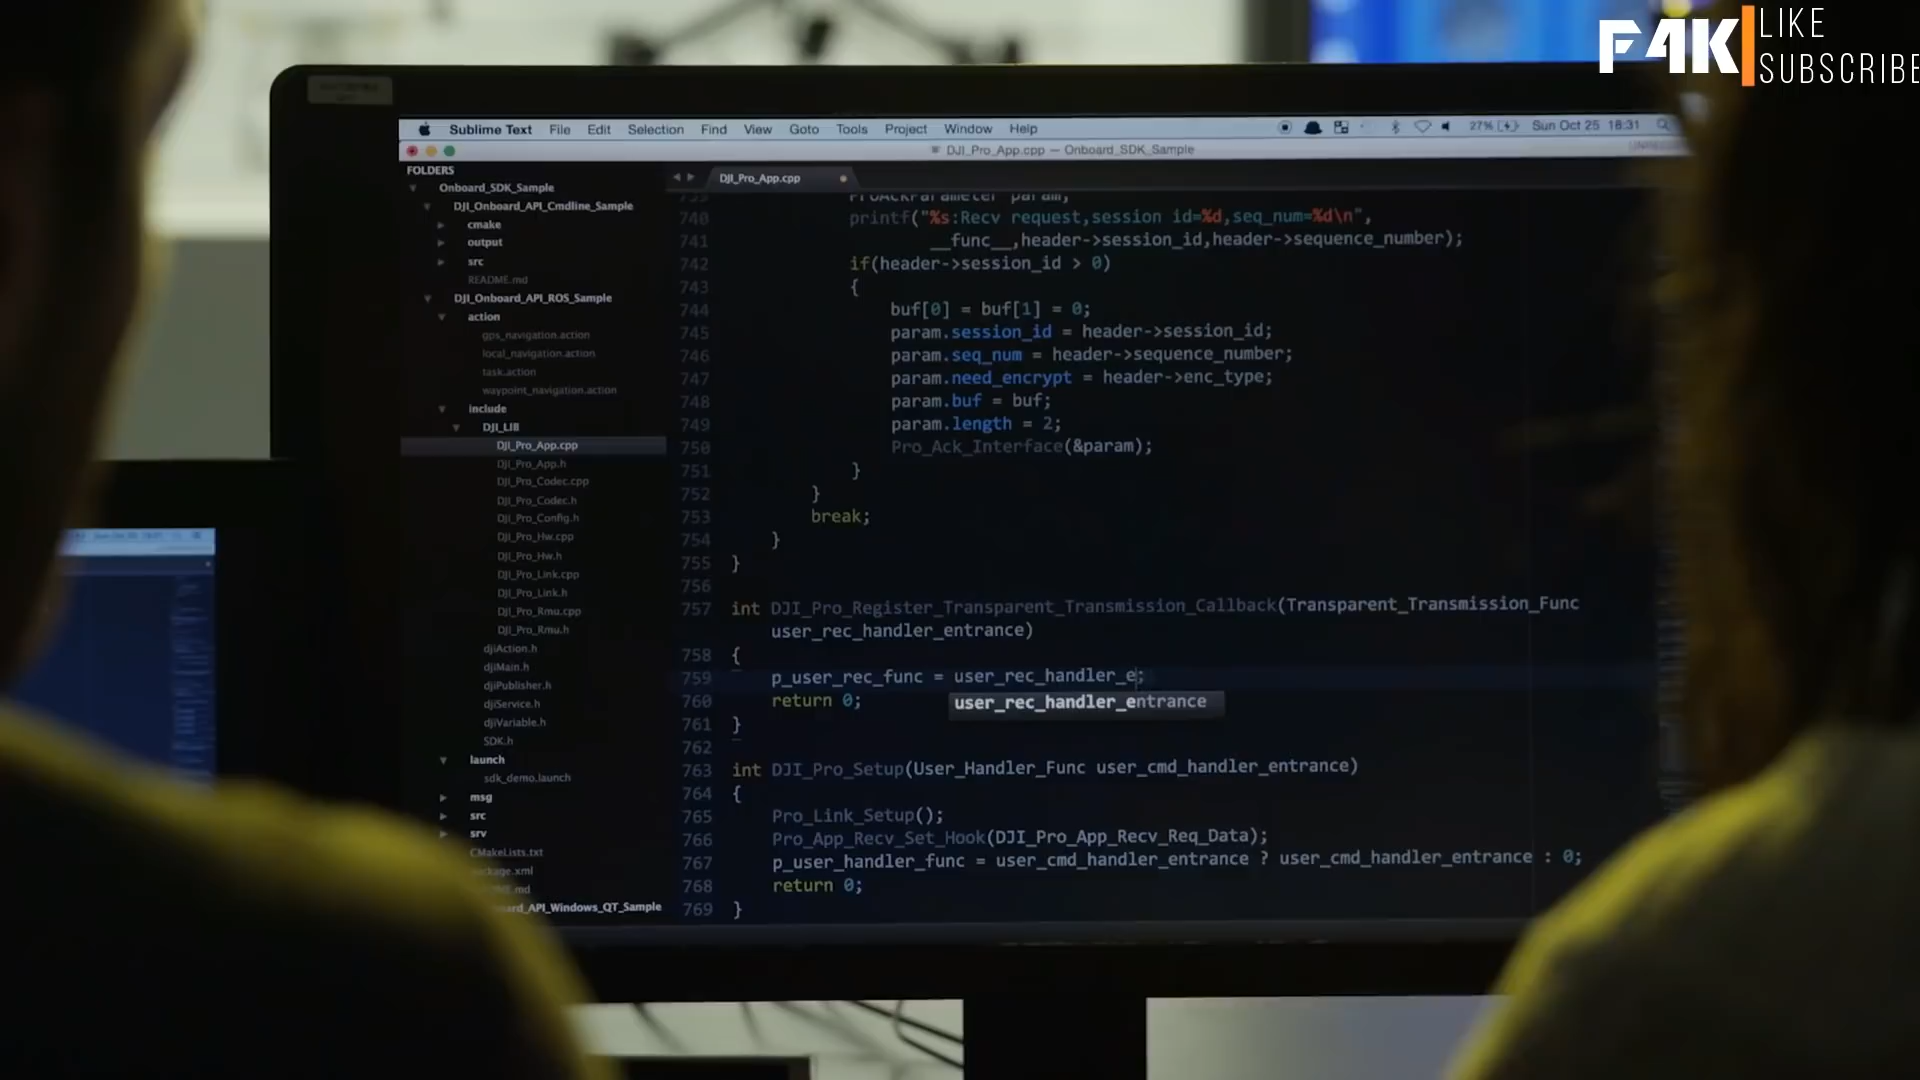 F4K
LIKE
SUBSCRIBE
Sublime Text File Edit Selection Find View Goto Tools Project Window Help
27% Sun Oct 25 18:31
DJI_Pro_App.cpp — Onboard_SDK_Sample
FOLDERS
Onboard_SDK_Sample
DJI_Onboard_API_Cmdline_Sample
cmake
output
src
README.md
DJI_Onboard_API_ROS_Sample
action
gps_navigation.action
local_navigation.action
task.action
waypoint_navigation.action
include
DJI_LIB
DJI_Pro_App.cpp
DJI_Pro_App.h
DJI_Pro_Codec.cpp
DJI_Pro_Codec.h
DJI_Pro_Config.h
DJI_Pro_Hw.cpp
DJI_Pro_Hw.h
DJI_Pro_Link.cpp
DJI_Pro_Link.h
DJI_Pro_Rmu.cpp
DJI_Pro_Rmu.h
djiAction.h
djiMain.h
djiPublisher.h
djiService.h
djiVariable.h
SDK.h
launch
sdk_demo.launch
msg
src
srv
CMakeLists.txt
package.xml
ard_API_Windows_QT_Sample
DJI_Pro_App.cpp
739 ProAckParameter param;
740 printf("%s:Recv request,session id=%d,seq_num=%d\n",
741 __func__,header->session_id,header->sequence_number);
742 if(header->session_id > 0)
743 {
744 buf[0] = buf[1] = 0;
745 param.session_id = header->session_id;
746 param.seq_num = header->sequence_number;
747 param.need_encrypt = header->enc_type;
748 param.buf = buf;
749 param.length = 2;
750 Pro_Ack_Interface(&param);
751 }
752 }
753 break;
754 }
755 }
756
757 int DJI_Pro_Register_Transparent_Transmission_Callback(Transparent_Transmission_Func
user_rec_handler_entrance)
758 {
759 p_user_rec_func = user_rec_handler_e;
user_rec_handler_entrance
760 return 0;
761 }
762
763 int DJI_Pro_Setup(User_Handler_Func user_cmd_handler_entrance)
764 {
765 Pro_Link_Setup();
766 Pro_App_Recv_Set_Hook(DJI_Pro_App_Recv_Req_Data);
767 p_user_handler_func = user_cmd_handler_entrance ? user_cmd_handler_entrance : 0;
768 return 0;
769 }